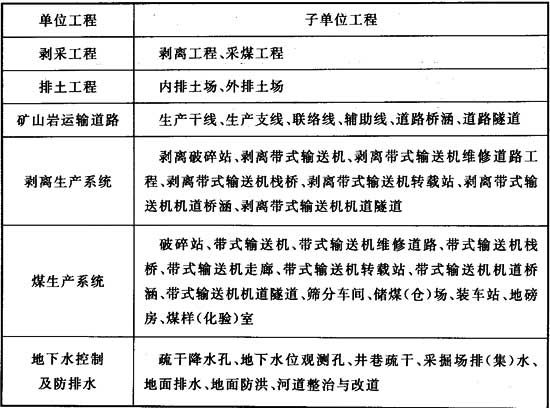 单位工程 子单位工程
剥采工程 剥离工程、采煤工程
排土工程 内排土场、外排土场
矿山岩运输道路 生产干线、生产支线、联络线、辅助线、道路桥涵、道路隧道
剥离破碎站、剥离带式输送机、剥离带式输送机维修道路工
剥离生产系统 程、剥离带式输送机栈桥、剥离带式输送机转载站、剥离带式输
送机机道桥涵、剥离带式输送机机道隧道
破碎站、带式输送机、带式输送机维修道路、带式输送机栈
桥、带式输送机走廊、带式输送机转载站、带式输送机机道桥
煤生产系统
涵、带式输送机机道隧道、筛分车间、储煤(仓)场、装车站、地磅
房、煤样(化验)室
地下水控制 疏干降水孔、地下水位观测孔、井巷疏干、采掘场排(集)水、
及防排水 地面排水、地面防洪、河道整治与改道